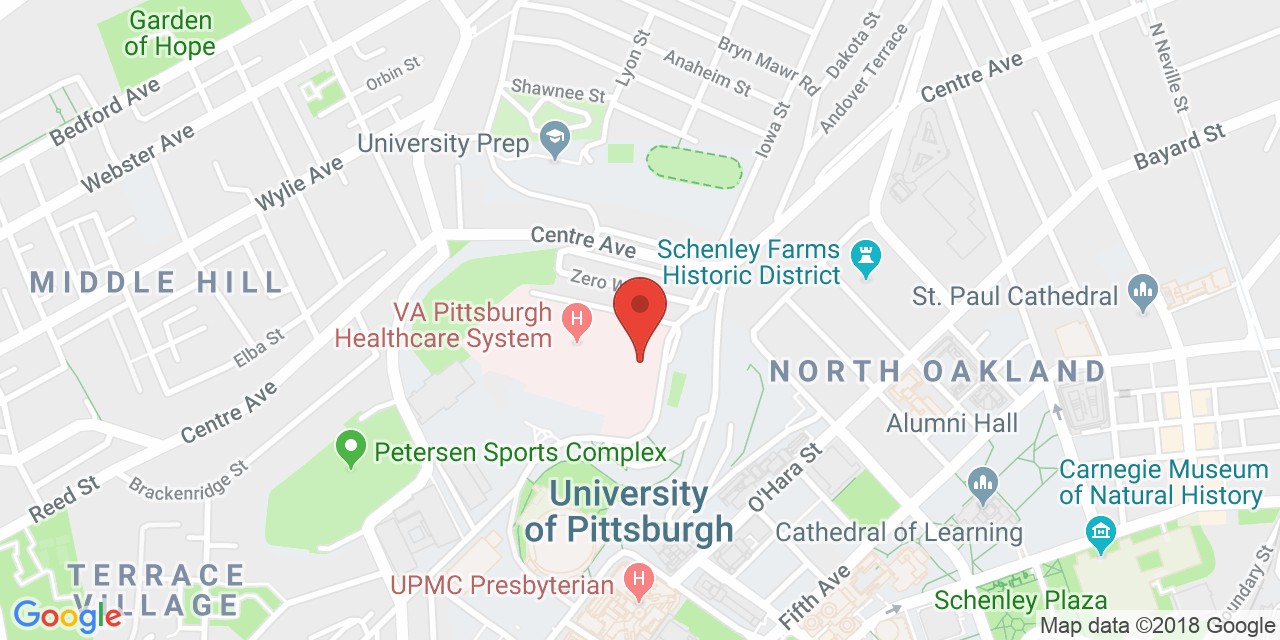 Garden
of Hope
Orbin St
Bedford Ave
Webster Ave
Wylie Ave
Shawnee St
Lyon St
Bryn Mawr Rd
Anaheim St
Dakota St
Andover Terrace
Iowa St
Centre Ave
N Neville St
Bayard St
University Prep
Centre Ave
Schenley Farms
Historic District
Zero W
MIDDLE HILL
St. Paul Cathedral
VA Pittsburgh
Healthcare System
H
Elba St
NORTH OAKLAND
Centre Ave
Alumni Hall
Petersen Sports Complex
Brackenridge St
Reed St
O'Hara St
Carnegie Museum
of Natural History
University
of Pittsburgh
Cathedral of Learning
TERRACE
VILLAGE
UPMC Presbyterian
H
Fifth Ave
Schenley Plaza
oundary St
Google
Map data ©2018 Google